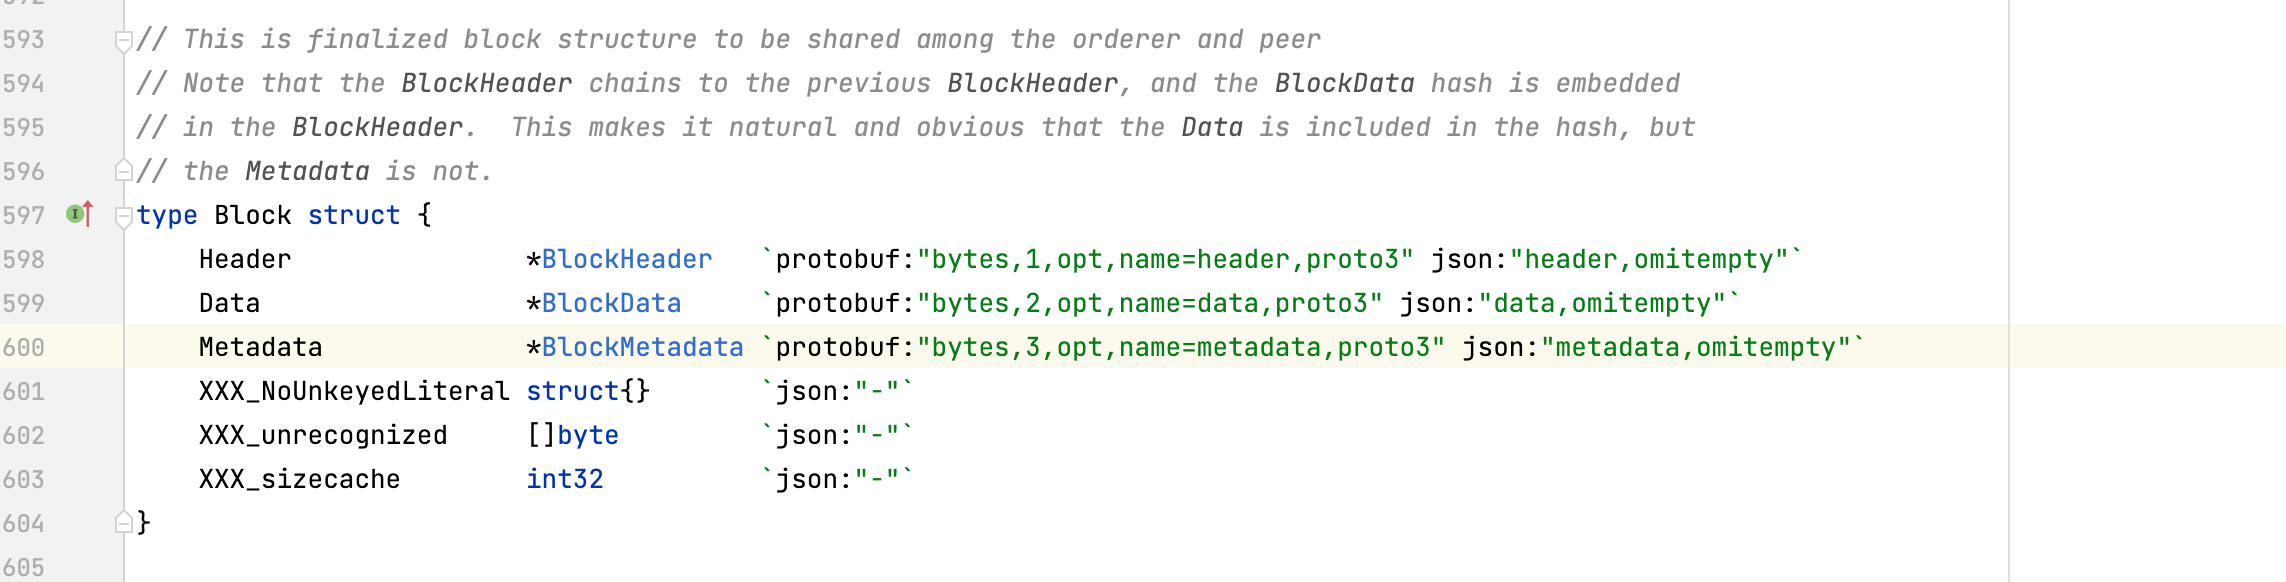 592
593 // This is finalized block structure to be shared among the orderer and peer
594 // Note that the BlockHeader chains to the previous BlockHeader, and the BlockData hash is embedded
595 // in the BlockHeader.  This makes it natural and obvious that the Data is included in the hash, but
596 // the Metadata is not.
597 I type Block struct {
598     Header               *BlockHeader   `protobuf:"bytes,1,opt,name=header,proto3" json:"header,omitempty"`
599     Data                 *BlockData     `protobuf:"bytes,2,opt,name=data,proto3" json:"data,omitempty"`
600     Metadata             *BlockMetadata `protobuf:"bytes,3,opt,name=metadata,proto3" json:"metadata,omitempty"`
601     XXX_NoUnkeyedLiteral struct{}       `json:"-"`
602     XXX_unrecognized     []byte         `json:"-"`
603     XXX_sizecache        int32          `json:"-"`
604 }
605